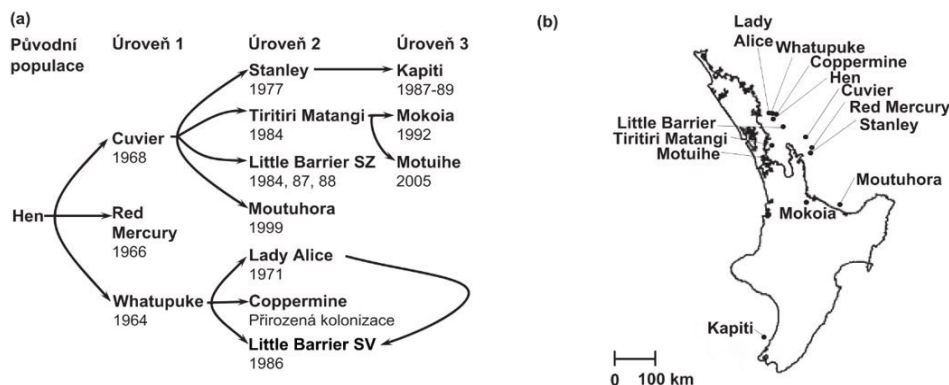 (a)
Původní
populace
Úroveň 1
Úroveň 2
Úroveň 3
Hen
Cuvier
1968
Red
Mercury
1966
Whatupuke
1964
Stanley
1977
Tiritiri Matangi
1984
Little Barrier SZ
1984, 87, 88
Moutuhora
1999
Lady Alice
1971
Coppermine
Přirozená kolonizace
Little Barrier SV
1986
Kapiti
1987-89
Mokoia
1992
Motuihe
2005
(b)
Lady
Alice
Whatupuke
Coppermine
Hen
Cuvier
Red Mercury
Stanley
Little Barrier
Tiritiri Matangi
Motuihe
Moutuhora
Mokoia
Kapiti
0 100 km